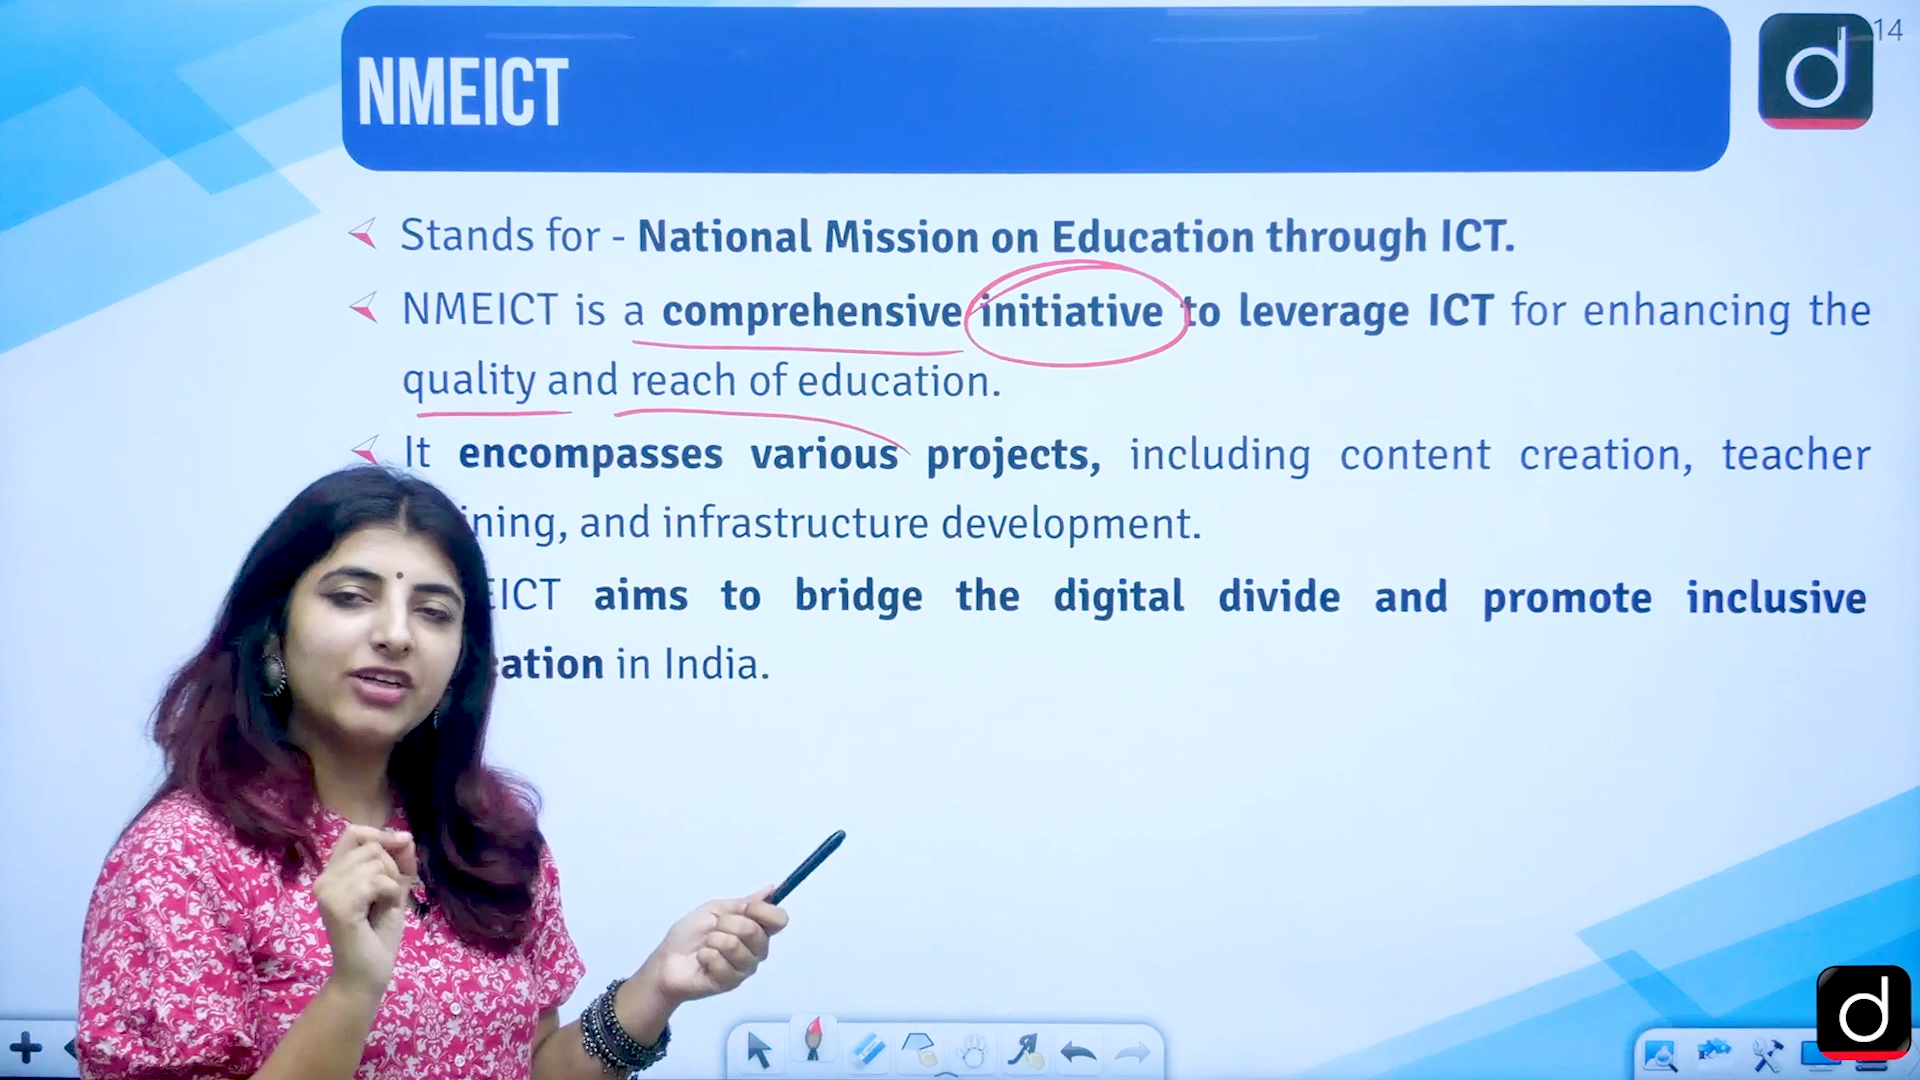 NMEICT
14
Stands for - National Mission on Education through ICT.
NMEICT is a comprehensive initiative to leverage ICT for enhancing the
quality and reach of education.
It encompasses various projects, including content creation, teacher
ining, and infrastructure development.
EICT aims to bridge the digital divide and promote inclusive
cation in India.
d
d